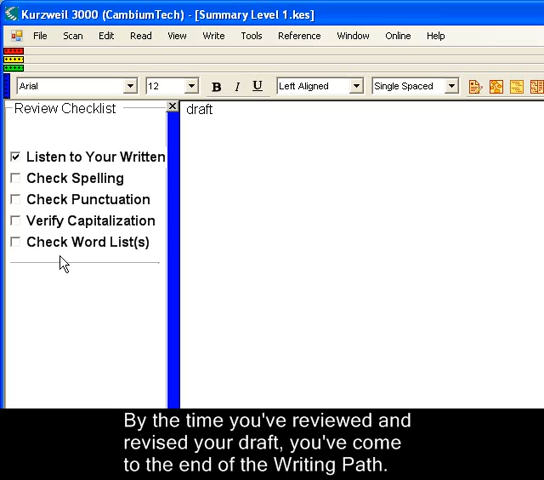 Kurzweil 3000 (CambiumTech) - [Summary Level 1.kes]
File Scan Edit Read View Write Tools Reference Window Online Help
Arial 12 B I U Left Aligned Single Spaced
Review Checklist
draft
Listen to Your Written
Check Spelling
Check Punctuation
Verify Capitalization
Check Word List(s)
By the time you've reviewed and
revised your draft, you've come
to the end of the Writing Path.